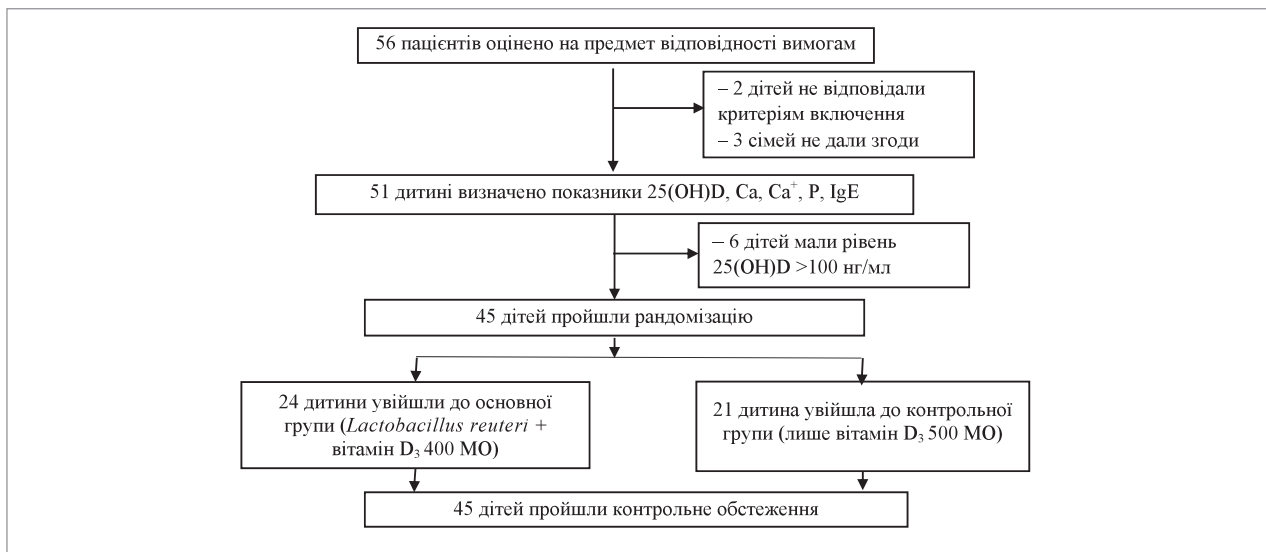 56 пацієнтів оцінено на предмет відповідності вимогам
– 2 дітей не відповідали
критеріям включення
– 3 сімей не дали згоди
51 дитині визначено показники 25(OH)D, Ca, Ca⁺, P, IgE
– 6 дітей мали рівень
25(OH)D >100 нг/мл
45 дітей пройшли рандомізацію
24 дитини увійшли до основної
групи (Lactobacillus reuteri +
вітамін D₃ 400 МО)
21 дитина увійшла до контрольної
групи (лише вітамін D₃ 500 МО)
45 дітей пройшли контрольне обстеження